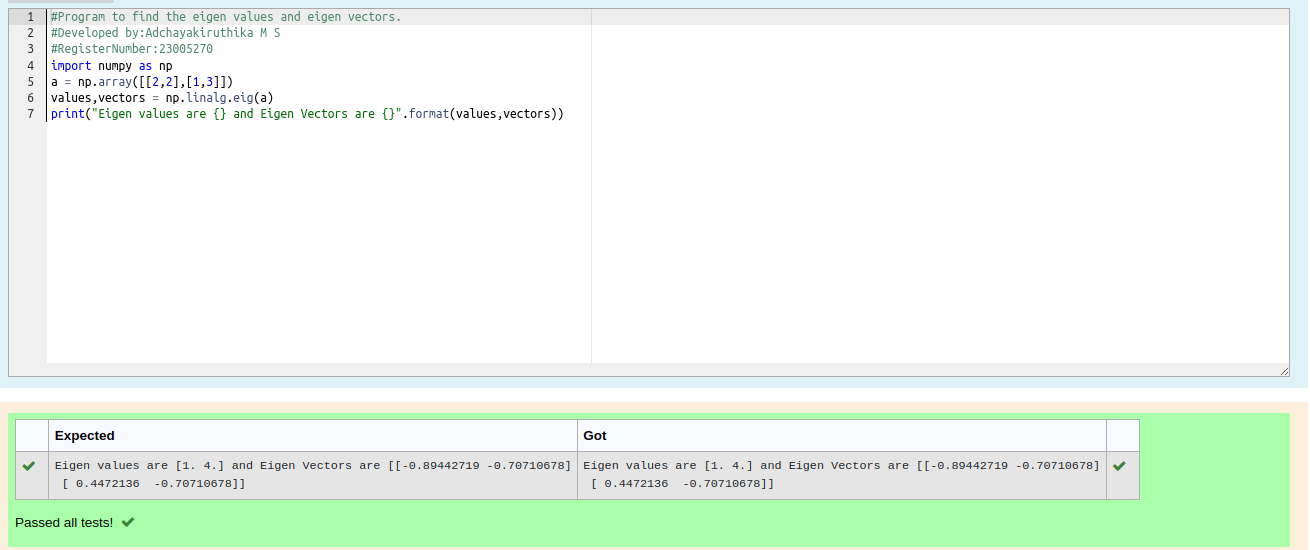 1 #Program to find the eigen values and eigen vectors.
2 #Developed by:Adchayakiruthika M S
3 #RegisterNumber:23005270
4 import numpy as np
5 a = np.array([[2,2],[1,3]])
6 values,vectors = np.linalg.eig(a)
7 print("Eigen values are {} and Eigen Vectors are {}".format(values,vectors))
Expected Got
Eigen values are [1. 4.] and Eigen Vectors are [[-0.89442719 -0.70710678] Eigen values are [1. 4.] and Eigen Vectors are [[-0.89442719 -0.70710678]
[ 0.4472136  -0.70710678]] [ 0.4472136  -0.70710678]]
Passed all tests!